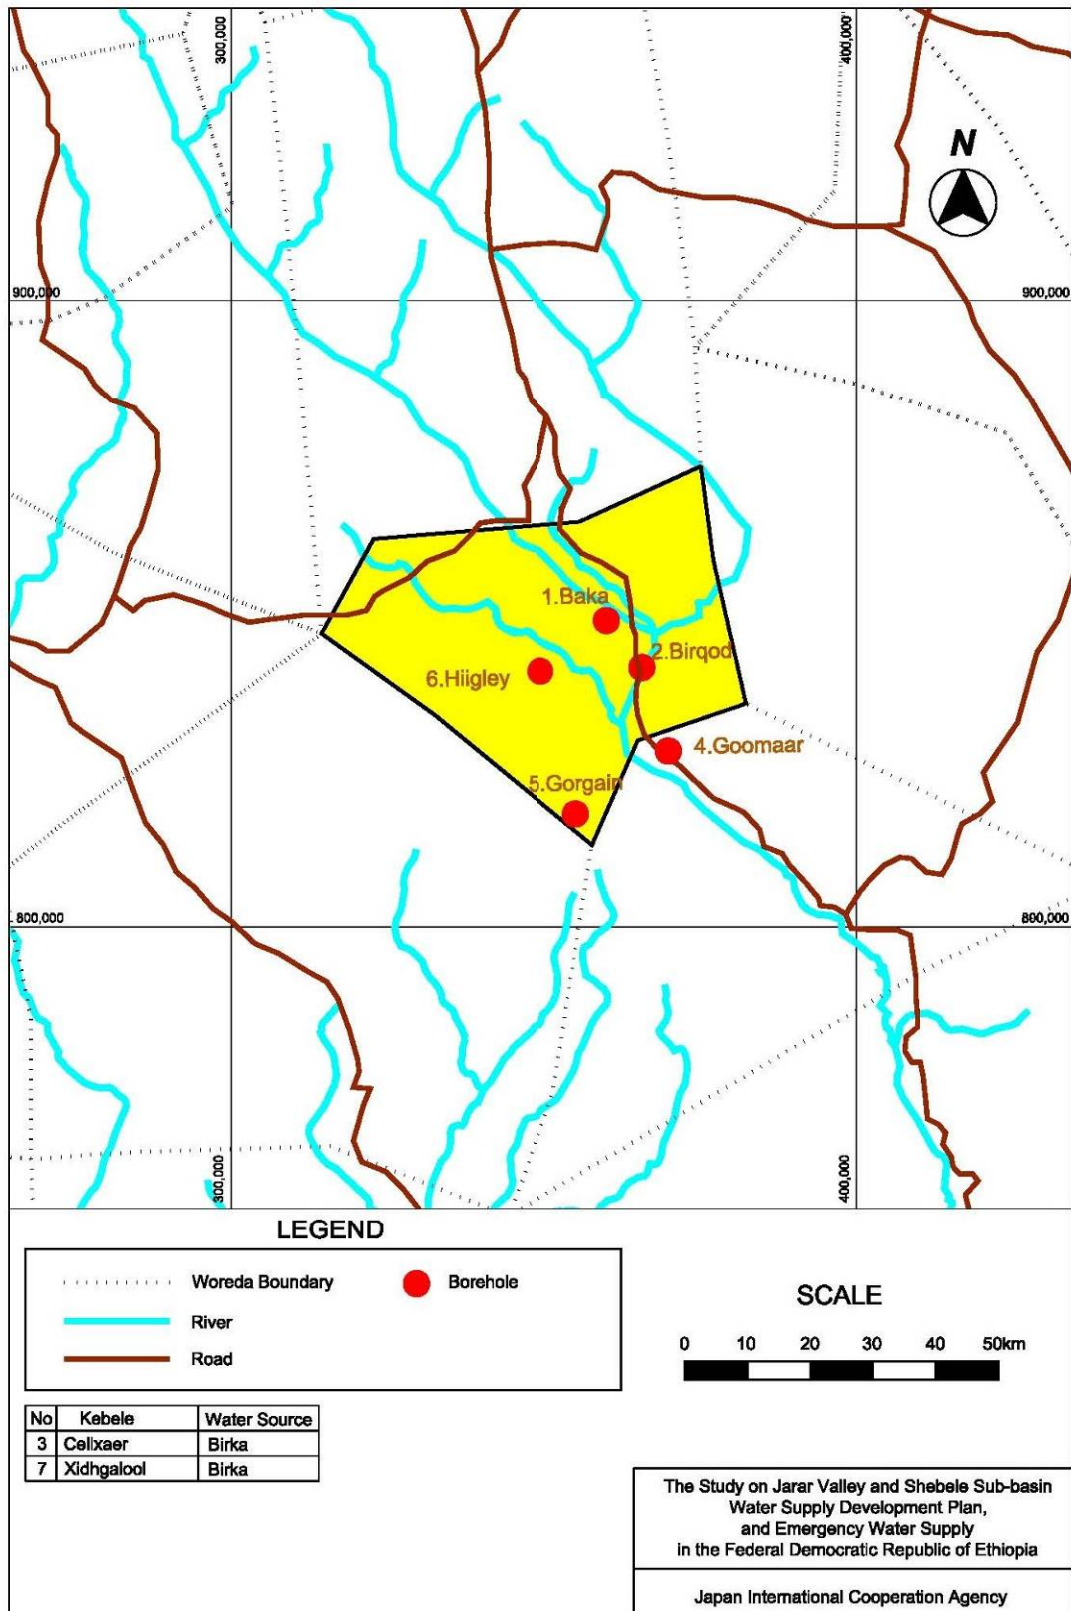 300,000
400,000
N
900,000
900,000
1.Baka
2.Birqod
6.Hiigley
4.Goomaar
5.Gorgain
800,000
800,000
300,000
400,000
LEGEND
Woreda Boundary
Borehole
River
Road
SCALE
0 10 20 30 40 50km
No Kebele Water Source
3 Celixaer Birka
7 Xidhgalool Birka
The Study on Jarar Valley and Shebele Sub-basin
Water Supply Development Plan,
and Emergency Water Supply
in the Federal Democratic Republic of Ethiopia
Japan International Cooperation Agency